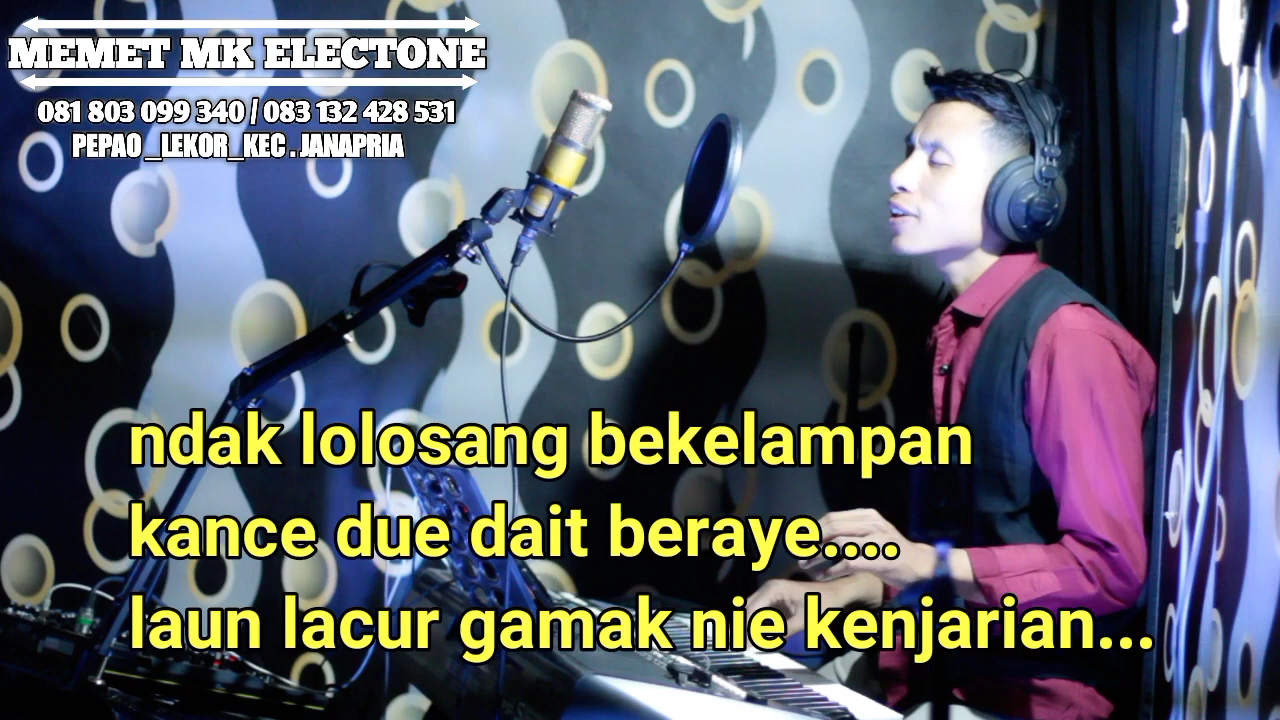 MEMET MK ELECTONE
081 803 099 340 / 083 132 428 531
PEPAO _LEKOR_KEC . JANAPRIA
ndak lolosang bekelampan
kance due dait beraye....
laun lacur gamak nie kenjarian...